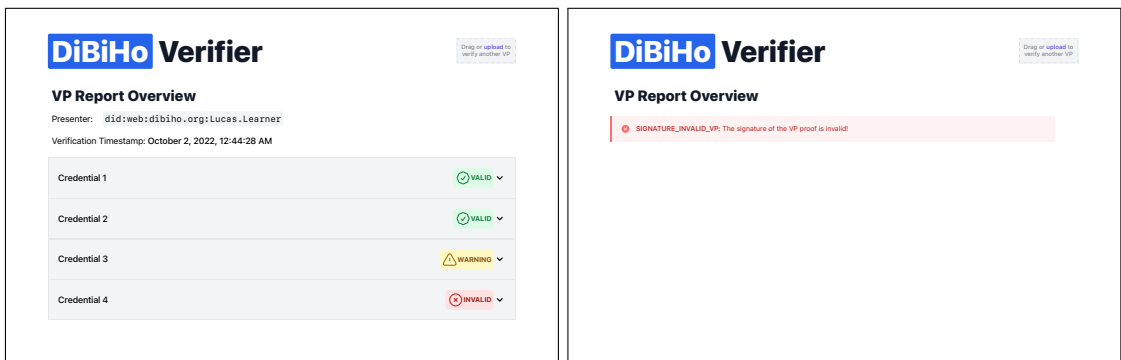 DiBiHo Verifier
Drag or upload to
verify another VP
VP Report Overview
Presenter: did:web:dibiho.org:Lucas.Learner
Verification Timestamp: October 2, 2022, 12:44:28 AM
Credential 1 VALID
Credential 2 VALID
Credential 3 WARNING
Credential 4 INVALID
DiBiHo Verifier
Drag or upload to
verify another VP
VP Report Overview
SIGNATURE_INVALID_VP: The signature of the VP proof is invalid!